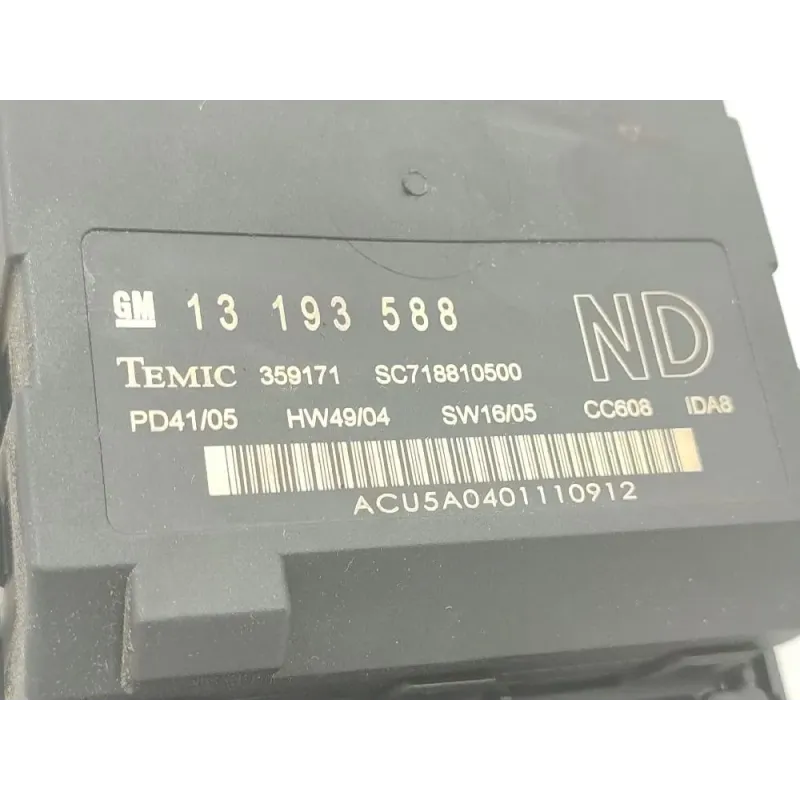 GM 13 193 588 ND
TEMIC 359171 SC718810500
PD41/05 HW49/04 SW16/05 CC608 IDA8
ACU5A0401110912